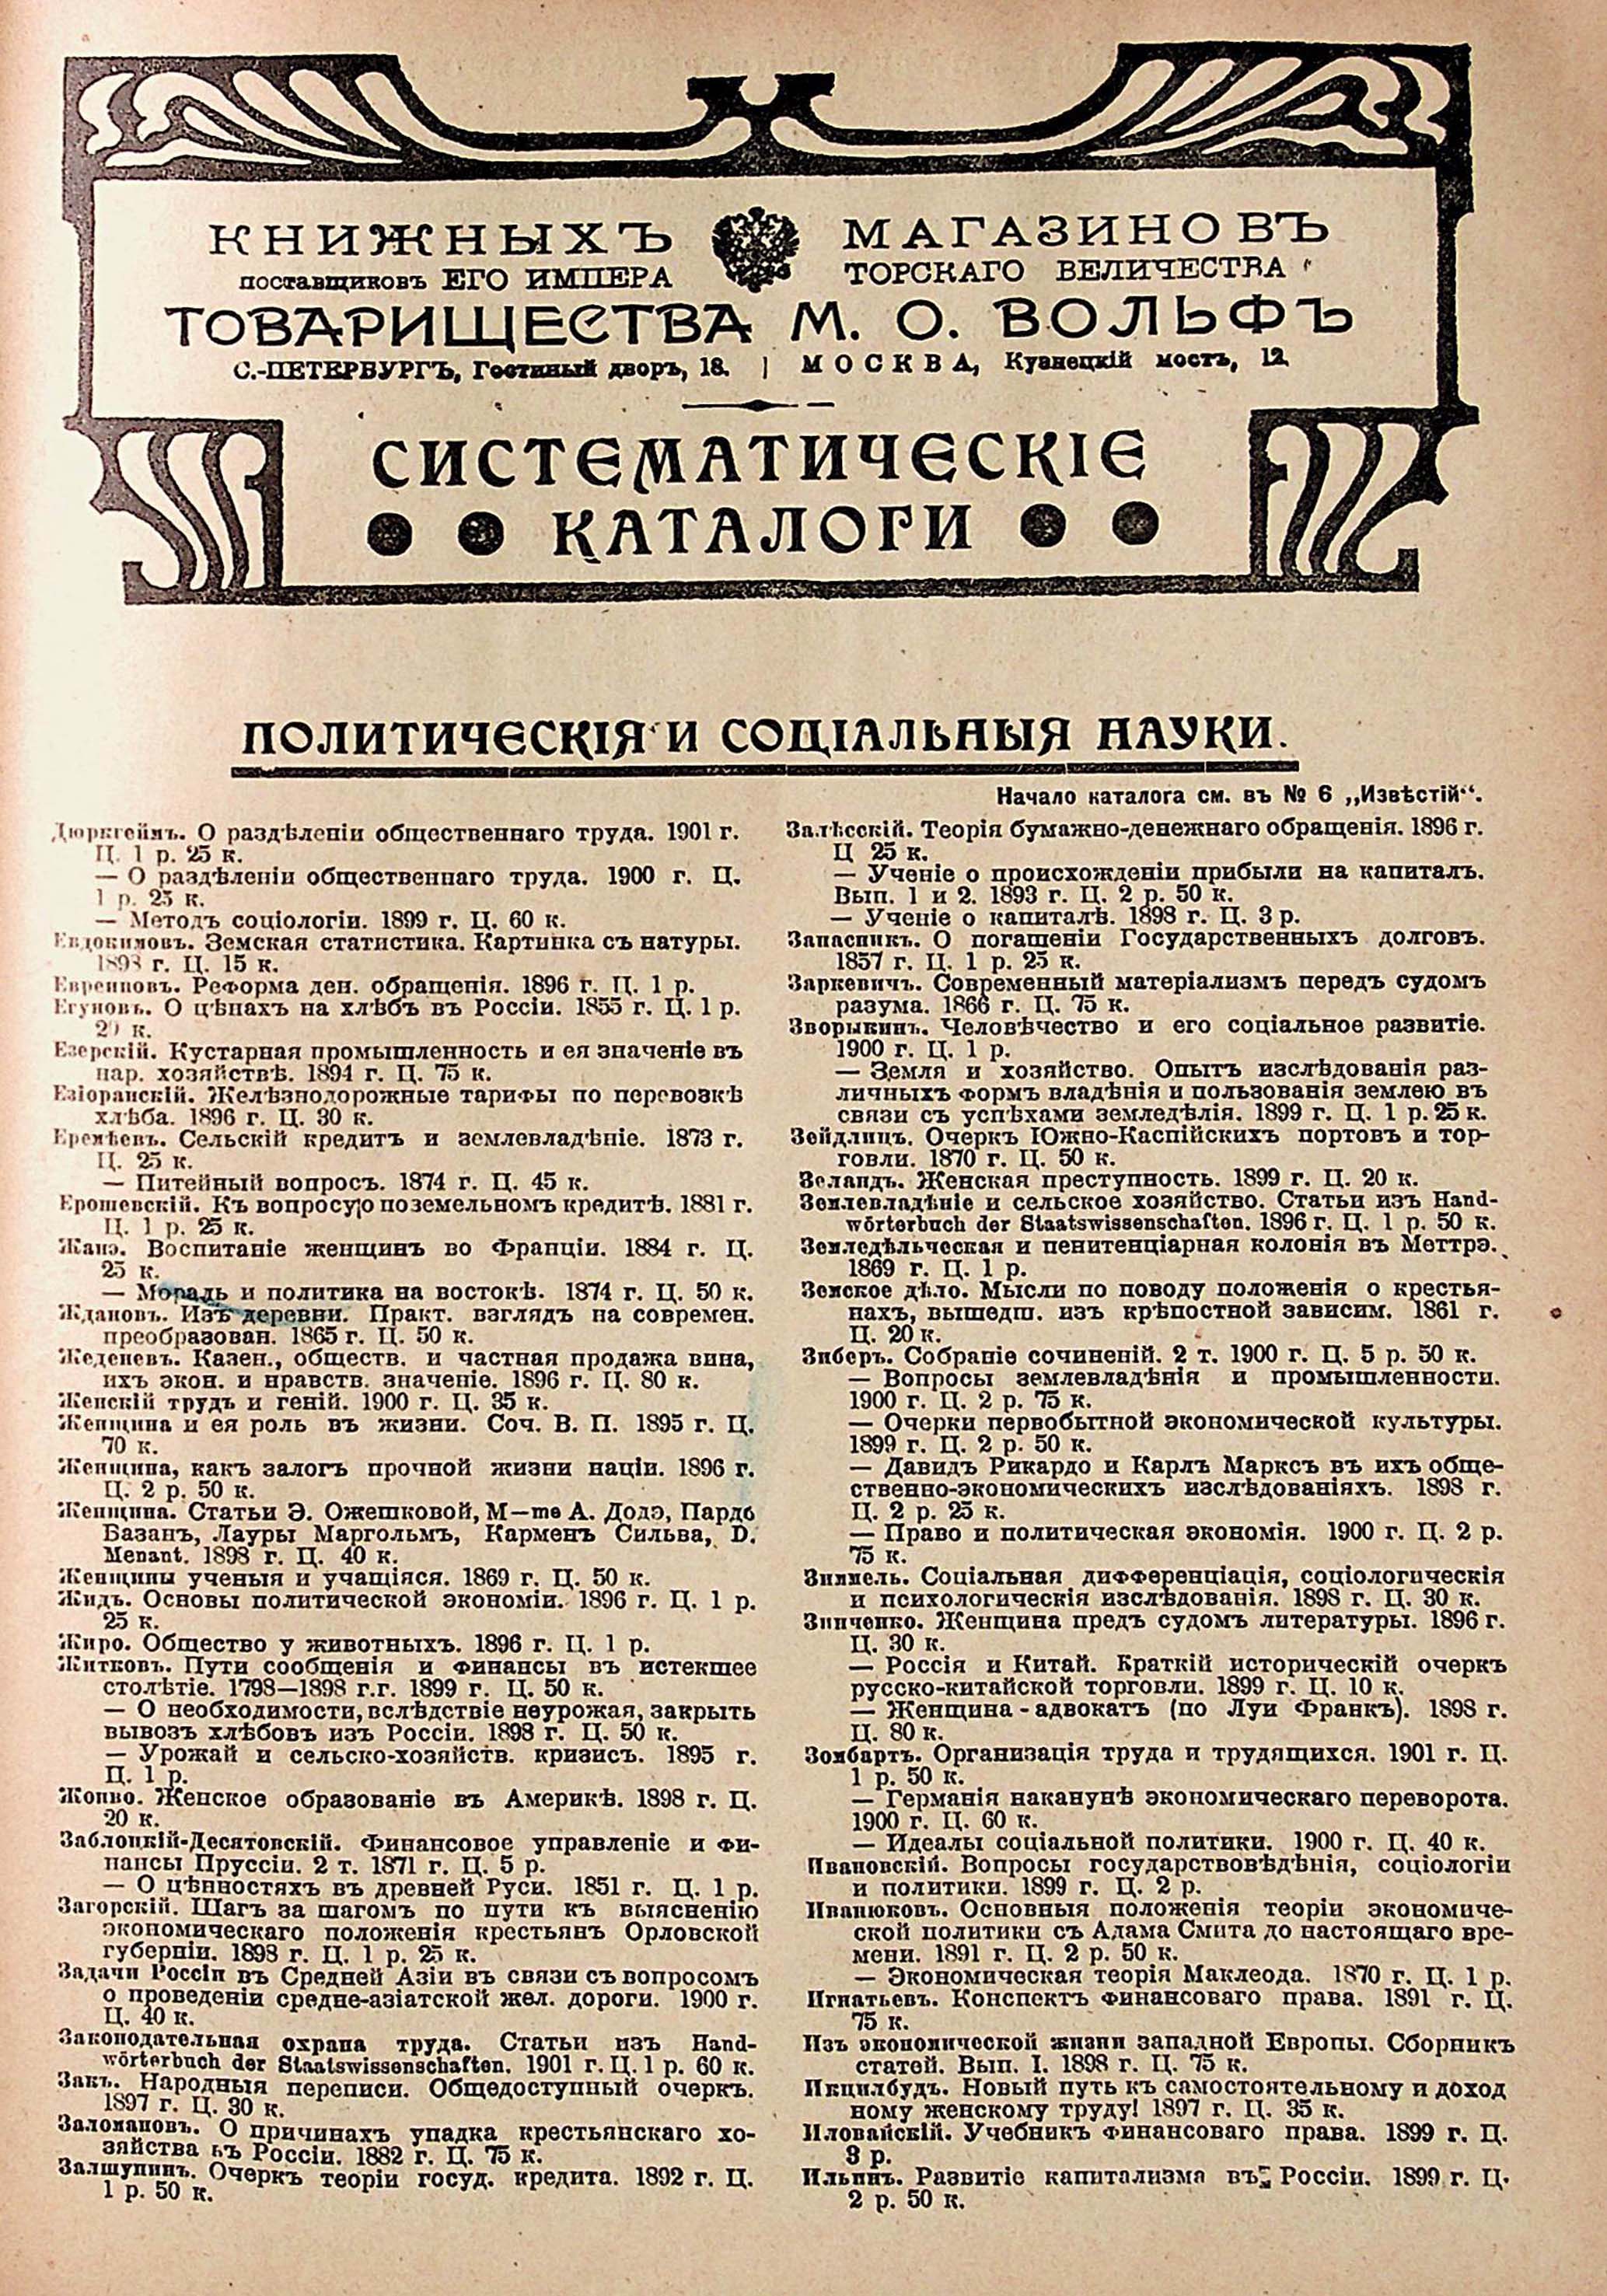 КНИЖНЫХЪ МАГАЗИНОВЪ
поставщиковъ ЕГО ИМПЕРАТОРСКАГО ВЕЛИЧЕСТВА
ТОВАРИЩЕСТВА М. О. ВОЛЬФЪ
С.-ПЕТЕРБУРГЪ, Гостиный дворъ, 18. | МОСКВА, Кузнецкій мостъ, 12.
СИСТЕМАТИЧЕСКІЕ
КАТАЛОГИ
ПОЛИТИЧЕСКІЯ И СОЦІАЛЬНЫЯ НАУКИ.
Начало каталога см. въ № 6 „Извѣстій“.
Дюркгеймъ. О раздѣленіи общественнаго труда. 1901 г.
Ц. 1 р. 25 к.
— О раздѣленіи общественнаго труда. 1900 г. Ц.
1 р. 25 к.
— Методъ соціологіи. 1899 г. Ц. 60 к.
Евдокимовъ. Земская статистика. Картинка съ натуры.
1893 г. Ц. 15 к.
Евреиновъ. Реформа ден. обращенія. 1896 г. Ц. 1 р.
Егуновъ. О цѣнахъ на хлѣбъ въ Россіи. 1855 г. Ц. 1 р.
20 к.
Езерскій. Кустарная промышленность и ея значеніе въ
нар. хозяйствѣ. 1894 г. Ц. 75 к.
Езіоранскій. Желѣзнодорожные тарифы по перевозкѣ
хлѣба. 1896 г. Ц. 30 к.
Еремѣевъ. Сельскій кредитъ и землевладѣніе. 1873 г.
Ц. 25 к.
— Питейный вопросъ. 1874 г. Ц. 45 к.
Ерошевскій. Къ вопросу о поземельномъ кредитѣ. 1881 г.
Ц. 1 р. 25 к.
Жанэ. Воспитаніе женщинъ во Франціи. 1884 г. Ц.
25 к.
— Мораль и политика на востокѣ. 1874 г. Ц. 50 к.
Ждановъ. Изъ деревни. Практ. взглядъ на современ.
преобразован. 1865 г. Ц. 50 к.
Жеденевъ. Казен., обществ. и частная продажа вина,
ихъ экон. и нравств. значеніе. 1896 г. Ц. 80 к.
Женскій трудъ и геній. 1900 г. Ц. 35 к.
Женщина и ея роль въ жизни. Соч. В. П. 1895 г. Ц.
70 к.
Женщина, какъ залогъ прочной жизни націи. 1896 г.
Ц. 2 р. 50 к.
Женщина. Статьи Э. Ожешковой, М—me А. Додэ, Пардо
Базанъ, Лауры Маргольмъ, Карменъ Сильва, D.
Menant. 1898 г. Ц. 40 к.
Женщины ученыя и учащіяся. 1869 г. Ц. 50 к.
Жидъ. Основы политической экономіи. 1896 г. Ц. 1 р.
25 к.
Жиро. Общество у животныхъ. 1896 г. Ц. 1 р.
Житковъ. Пути сообщенія и финансы въ истекшее
столѣтіе. 1798—1898 г.г. 1899 г. Ц. 50 к.
— О необходимости, вслѣдствіе неурожая, закрыть
вывозъ хлѣбовъ изъ Россіи. 1898 г. Ц. 50 к.
— Урожай и сельско-хозяйств. кризисъ. 1895 г.
Ц. 1 р.
Жонво. Женское образованіе въ Америкѣ. 1898 г. Ц.
20 к.
Заблоцкій-Десятовскій. Финансовое управленіе и фи-
нансы Пруссіи. 2 т. 1871 г. Ц. 5 р.
— О цѣнностяхъ въ древней Руси. 1851 г. Ц. 1 р.
Загорскій. Шагъ за шагомъ по пути къ выясненію
экономическаго положенія крестьянъ Орловской
губерніи. 1898 г. Ц. 1 р. 25 к.
Задачи Россіи въ Средней Азіи въ связи съ вопросомъ
о проведеніи средне-азіатской жел. дороги. 1900 г.
Ц. 40 к.
Законодательная охрана труда. Статьи изъ Hand-
wörterbuch der Staatswissenschaften. 1901 г. Ц. 1 р. 60 к.
Закъ. Народныя переписи. Общедоступный очеркъ.
1897 г. Ц. 30 к.
Заломановъ. О причинахъ упадка крестьянскаго хо-
зяйства въ Россіи. 1882 г. Ц. 75 к.
Залшупинъ. Очеркъ теоріи госуд. кредита. 1892 г. Ц.
1 р. 50 к.
Залѣсскій. Теорія бумажно-денежнаго обращенія. 1896 г.
Ц 25 к.
— Ученіе о происхожденіи прибыли на капиталъ.
Вып. 1 и 2. 1893 г. Ц. 2 р. 50 к.
— Ученіе о капиталѣ. 1898 г. Ц. 3 р.
Запасникъ. О погашеніи Государственныхъ долговъ.
1857 г. Ц. 1 р. 25 к.
Заркевичъ. Современный матеріализмъ передъ судомъ
разума. 1866 г. Ц. 75 к.
Зворыкинъ. Человѣчество и его соціальное развитіе.
1900 г. Ц. 1 р.
— Земля и хозяйство. Опытъ изслѣдованія раз-
личныхъ формъ владѣнія и пользованія землею въ
связи съ успѣхами земледѣлія. 1899 г. Ц. 1 р. 25 к.
Зейдлицъ. Очеркъ Южно-Каспійскихъ портовъ и тор-
говли. 1870 г. Ц. 50 к.
Зеландъ. Женская преступность. 1899 г. Ц. 20 к.
Землевладѣніе и сельское хозяйство. Статьи изъ Hand-
wörterbuch der Staatswissenschaften. 1896 г. Ц. 1 р. 50 к.
Земледѣльческая и пенитенціарная колонія въ Меттрэ.
1869 г. Ц. 1 р.
Земское дѣло. Мысли по поводу положенія о крестья-
нахъ, вышедш. изъ крѣпостной зависим. 1861 г.
Ц. 20 к.
Зиберъ. Собраніе сочиненій. 2 т. 1900 г. Ц. 5 р. 50 к.
— Вопросы землевладѣнія и промышленности.
1900 г. Ц. 2 р. 75 к.
— Очерки первобытной экономической культуры.
1899 г. Ц. 2 р. 50 к.
— Давидъ Рикардо и Карлъ Марксъ въ ихъ обще-
ственно-экономическихъ изслѣдованіяхъ. 1898 г.
Ц. 2 р. 25 к.
— Право и политическая экономія. 1900 г. Ц. 2 р.
75 к.
Зиммель. Соціальная дифференціація, соціологическія
и психологическія изслѣдованія. 1898 г. Ц. 30 к.
Зинченко. Женщина предъ судомъ литературы. 1896 г.
Ц. 30 к.
— Россія и Китай. Краткій историческій очеркъ
русско-китайской торговли. 1899 г. Ц. 10 к.
— Женщина-адвокатъ (по Луи Франкъ). 1898 г.
Ц. 80 к.
Зомбартъ. Организація труда и трудящихся. 1901 г. Ц.
1 р. 50 к.
— Германія наканунѣ экономическаго переворота.
1900 г. Ц. 60 к.
— Идеалы соціальной политики. 1900 г. Ц. 40 к.
Ивановскій. Вопросы государствовѣдѣнія, соціологіи
и политики. 1899 г. Ц. 2 р.
Иванюковъ. Основныя положенія теоріи экономиче-
ской политики съ Адама Смита до настоящаго вре-
мени. 1891 г. Ц. 2 р. 50 к.
— Экономическая теорія Маклеода. 1870 г. Ц. 1 р.
Игнатьевъ. Конспектъ финансоваго права. 1891 г. Ц.
75 к.
Изъ экономической жизни западной Европы. Сборникъ
статей. Вып. I. 1898 г. Ц. 75 к.
Икцилбудъ. Новый путь къ самостоятельному и доход
ному женскому труду! 1897 г. Ц. 35 к.
Иловайскій. Учебникъ финансоваго права. 1899 г. Ц.
3 р.
Ильинъ. Развитіе капитализма въ Россіи. 1899 г. Ц.
2 р. 50 к.